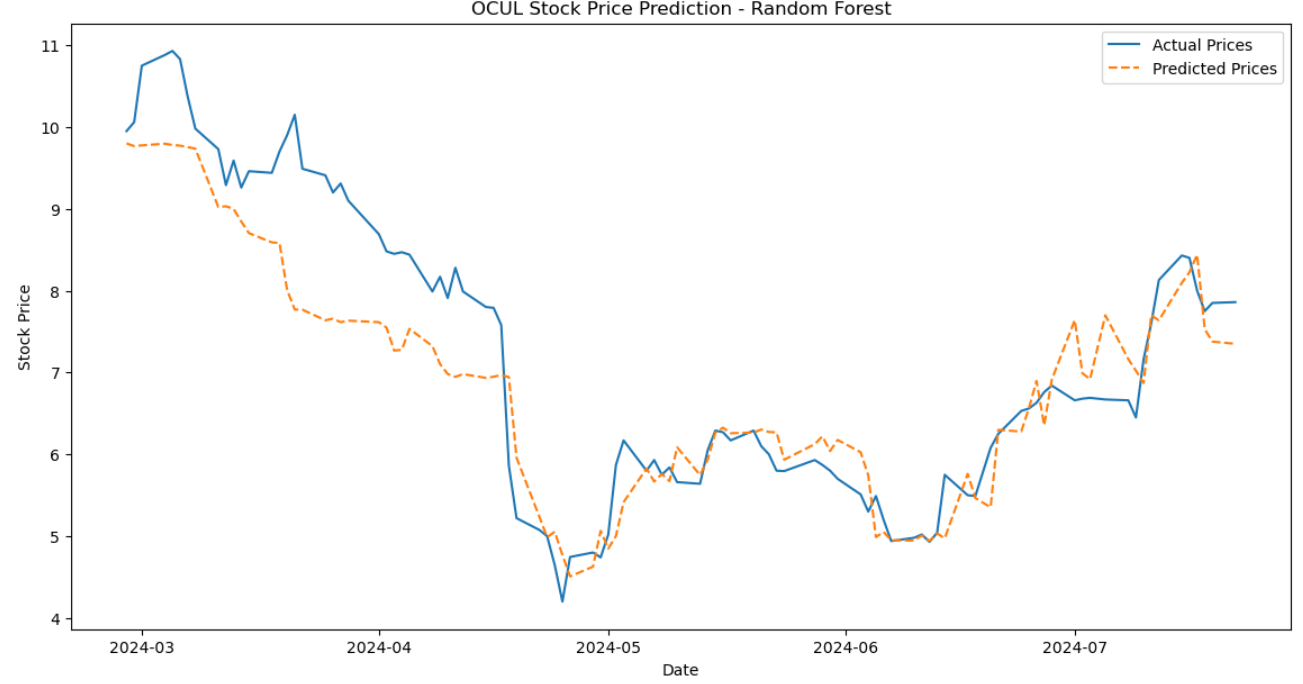 OCUL Stock Price Prediction - Random Forest
Actual Prices
Predicted Prices
11
10
9
8
7
6
5
4
Stock Price
2024-03 2024-04 2024-05 2024-06 2024-07
Date